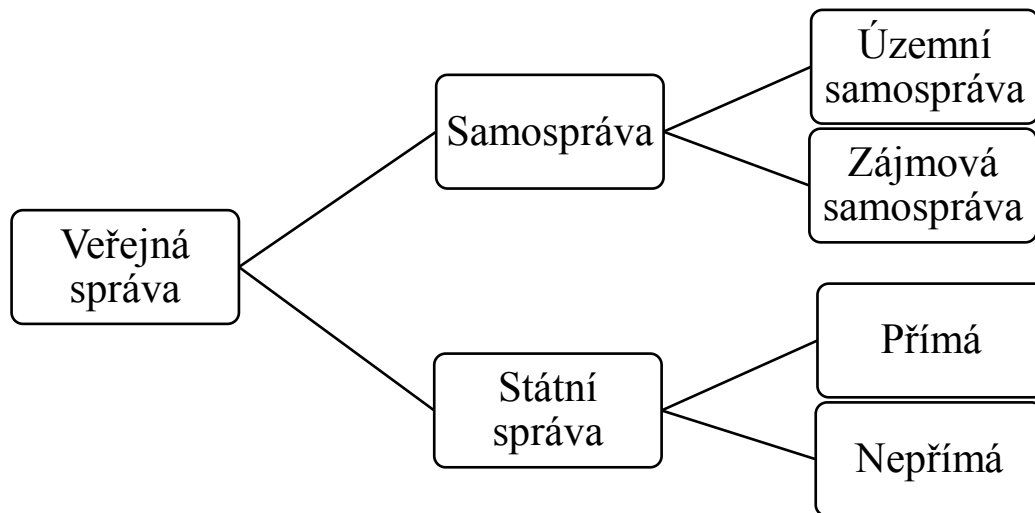 Veřejná
správa
Samospráva
Územní
samospráva
Zájmová
samospráva
Státní
správa
Přímá
Nepřímá